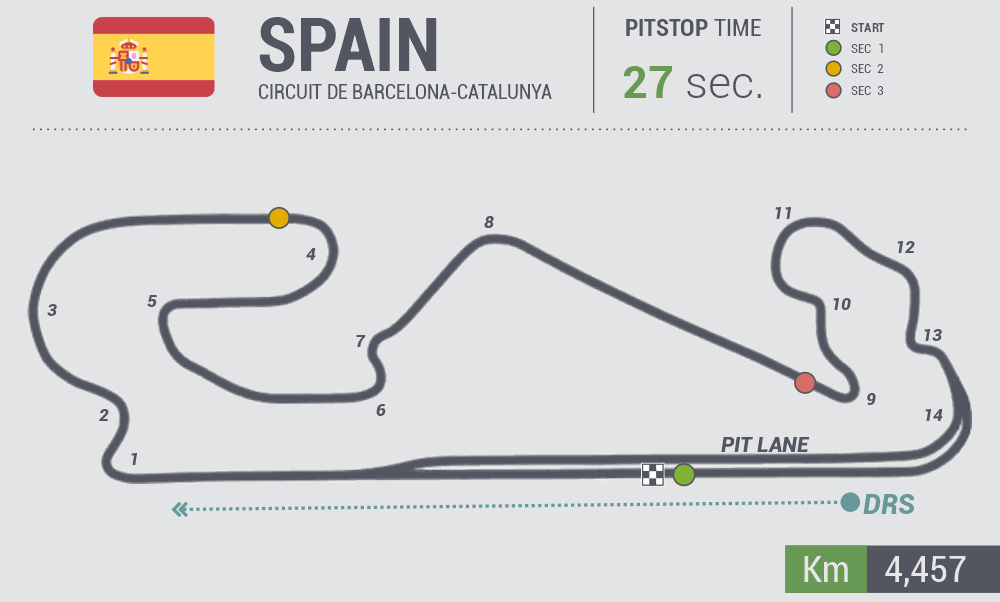 SPAIN
CIRCUIT DE BARCELONA-CATALUNYA
PITSTOP TIME
27 sec.
START
SEC 1
SEC 2
SEC 3
8
11
12
4
3
5
10
7
13
9
6
2
14
1
PIT LANE
DRS
Km 4,457